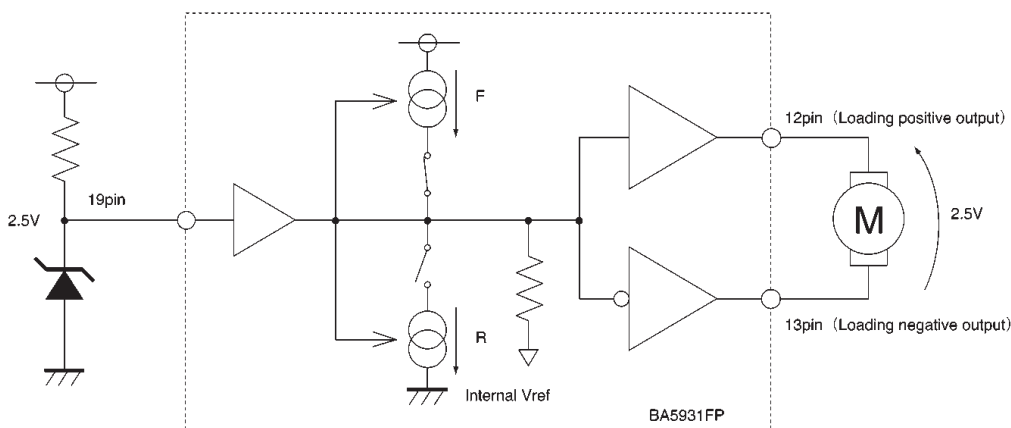 F
12pin (Loading positive output)
19pin
2.5V
M
2.5V
13pin (Loading negative output)
R
Internal Vref
BA5931FP